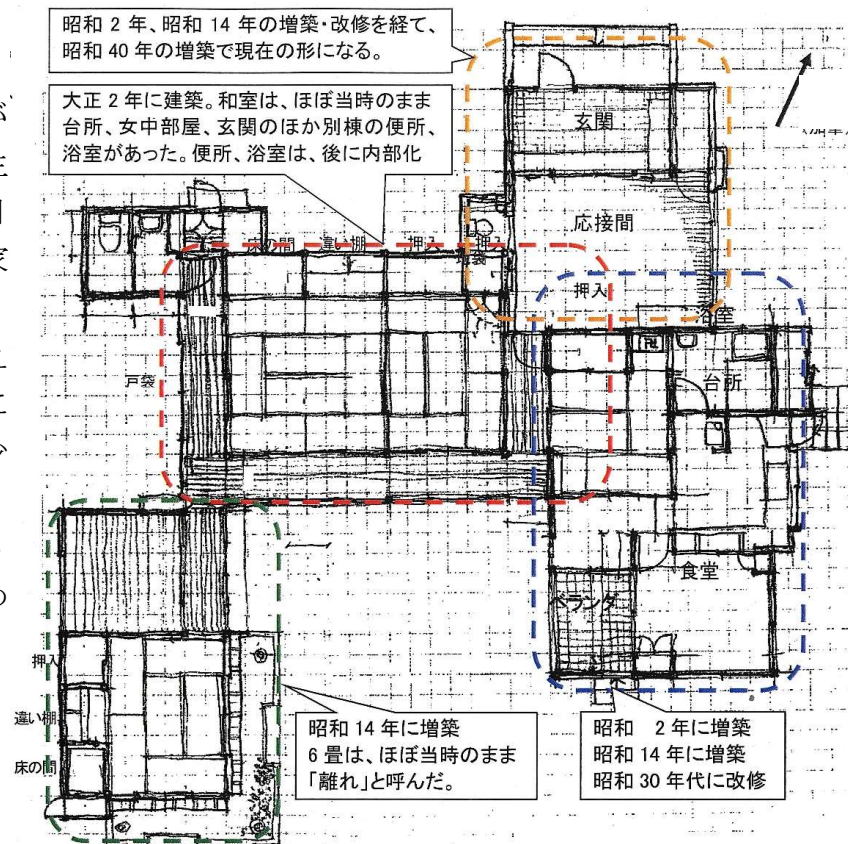 昭和 2 年、昭和 14 年の増築・改修を経て、
昭和 40 年の増築で現在の形になる。
大正 2 年に建築。和室は、ほぼ当時のまま
台所、女中部屋、玄関のほか別棟の便所、
浴室があった。便所、浴室は、後に内部化
玄関
応接間
床の間
違い棚
押入
押入
戸袋
台所
食堂
ベランダ
押入
違い棚
床の間
昭和 14 年に増築
6 畳は、ほぼ当時のまま
「離れ」と呼んだ。
昭和 2 年に増築
昭和 14 年に増築
昭和 30 年代に改修